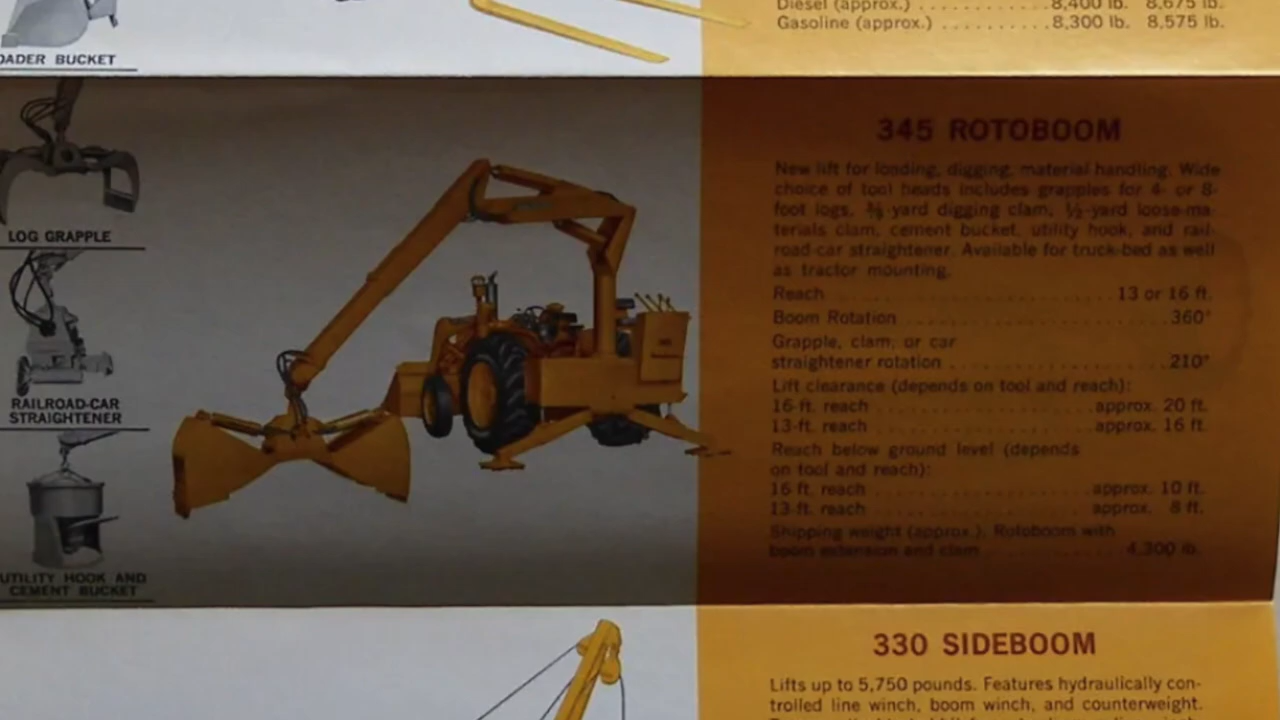 Diesel (approx.) . . . . . . . . . . . .8,400 lb. 8,675 lb.
Gasoline (approx.) . . . . . . . . . .8,300 lb. 8,575 lb.
OADER BUCKET
LOG GRAPPLE
RAILROAD-CAR
STRAIGHTENER
UTILITY HOOK AND
CEMENT BUCKET
345 ROTOBOOM
New lift for loading, digging, material handling. Wide
choice of tool heads includes grapples for 4- or 8-
foot logs, ⅜-yard digging clam, ½-yard loose-ma-
terials clam, cement bucket, utility hook, and rail-
road-car straightener. Available for truck-bed as well
as tractor mounting.
Reach . . . . . . . . . . . . . . . . . . . . 13 or 16 ft.
Boom Rotation . . . . . . . . . . . . . . . . . . . . 360°
Grapple, clam, or car
straightener rotation . . . . . . . . . . . . . . . . 210°
Lift clearance (depends on tool and reach):
16-ft. reach . . . . . . . . . . . . . . . . approx. 20 ft.
13-ft. reach . . . . . . . . . . . . . . . . approx. 16 ft.
Reach below ground level (depends
on tool and reach):
16-ft. reach . . . . . . . . . . . . . . . . approx. 10 ft.
13-ft. reach . . . . . . . . . . . . . . . . approx. 8 ft.
Shipping weight (approx.), Rotoboom with
boom extension and clam . . . . . . . . 4,300 lb.
330 SIDEBOOM
Lifts up to 5,750 pounds. Features hydraulically con-
trolled line winch, boom winch, and counterweight.